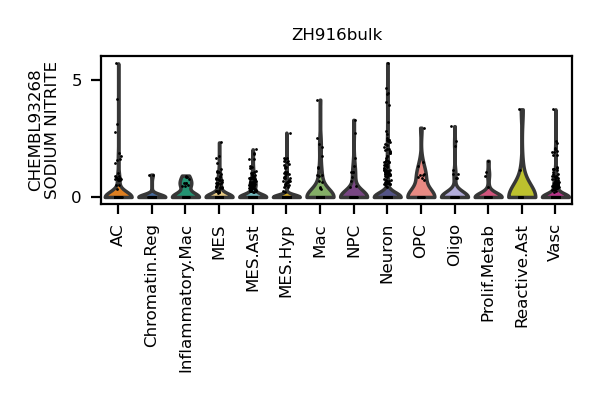 ZH916bulk
CHEMBL93268
SODIUM NITRITE
5
0
AC
Chromatin.Reg
Inflammatory.Mac
MES
MES.Ast
MES.Hyp
Mac
NPC
Neuron
OPC
Oligo
Prolif.Metab
Reactive.Ast
Vasc